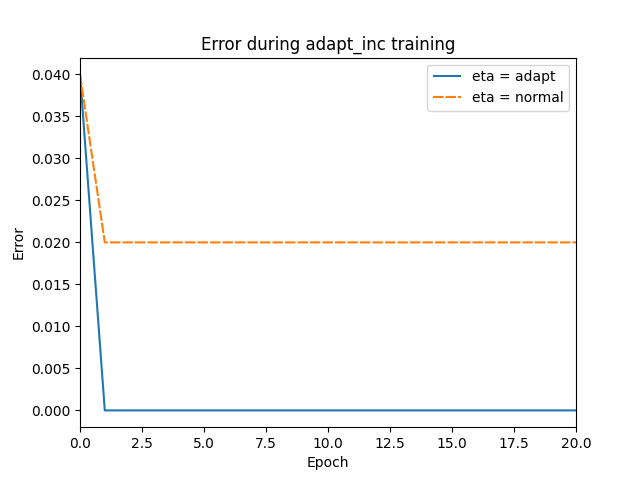 Error during adapt_inc training
eta = adapt
eta = normal
0.040
0.035
0.030
0.025
0.020
0.015
0.010
0.005
0.000
Error
0.0 2.5 5.0 7.5 10.0 12.5 15.0 17.5 20.0
Epoch